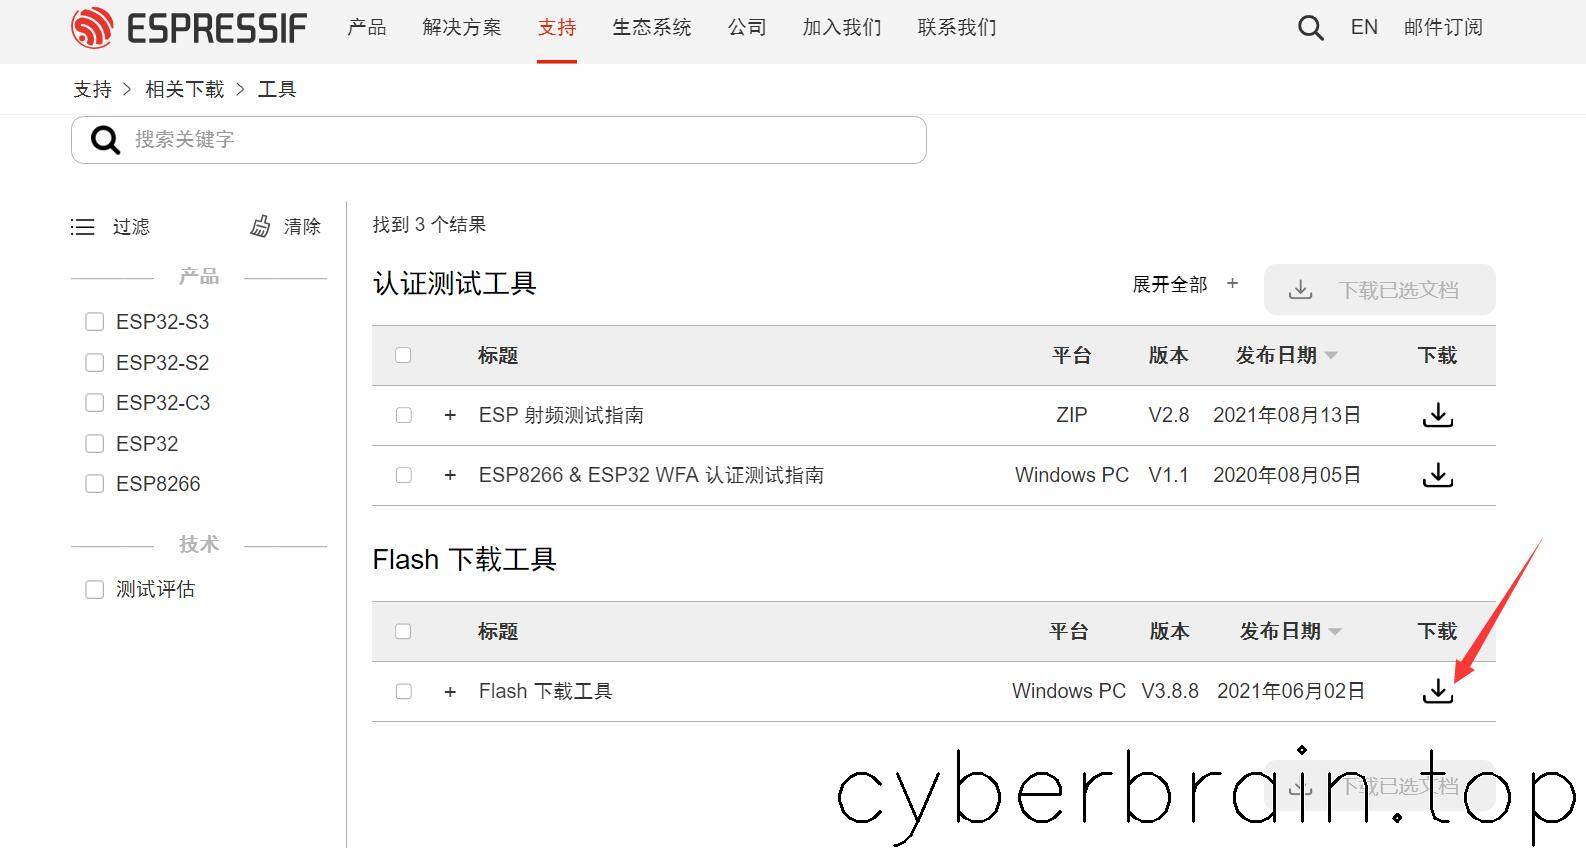 ESPRESSIF 产品 解决方案 支持 生态系统 公司 加入我们 联系我们 EN 邮件订阅
支持 > 相关下载 > 工具
搜索关键字
过滤 清除
产品
ESP32-S3
ESP32-S2
ESP32-C3
ESP32
ESP8266
技术
测试评估
找到 3 个结果
认证测试工具 展开全部 + 下载已选文档
标题 平台 版本 发布日期 下载
+ ESP 射频测试指南 ZIP V2.8 2021年08月13日
+ ESP8266 & ESP32 WFA 认证测试指南 Windows PC V1.1 2020年08月05日
Flash 下载工具
标题 平台 版本 发布日期 下载
+ Flash 下载工具 Windows PC V3.8.8 2021年06月02日
下载已选文档
cyberbrain.top